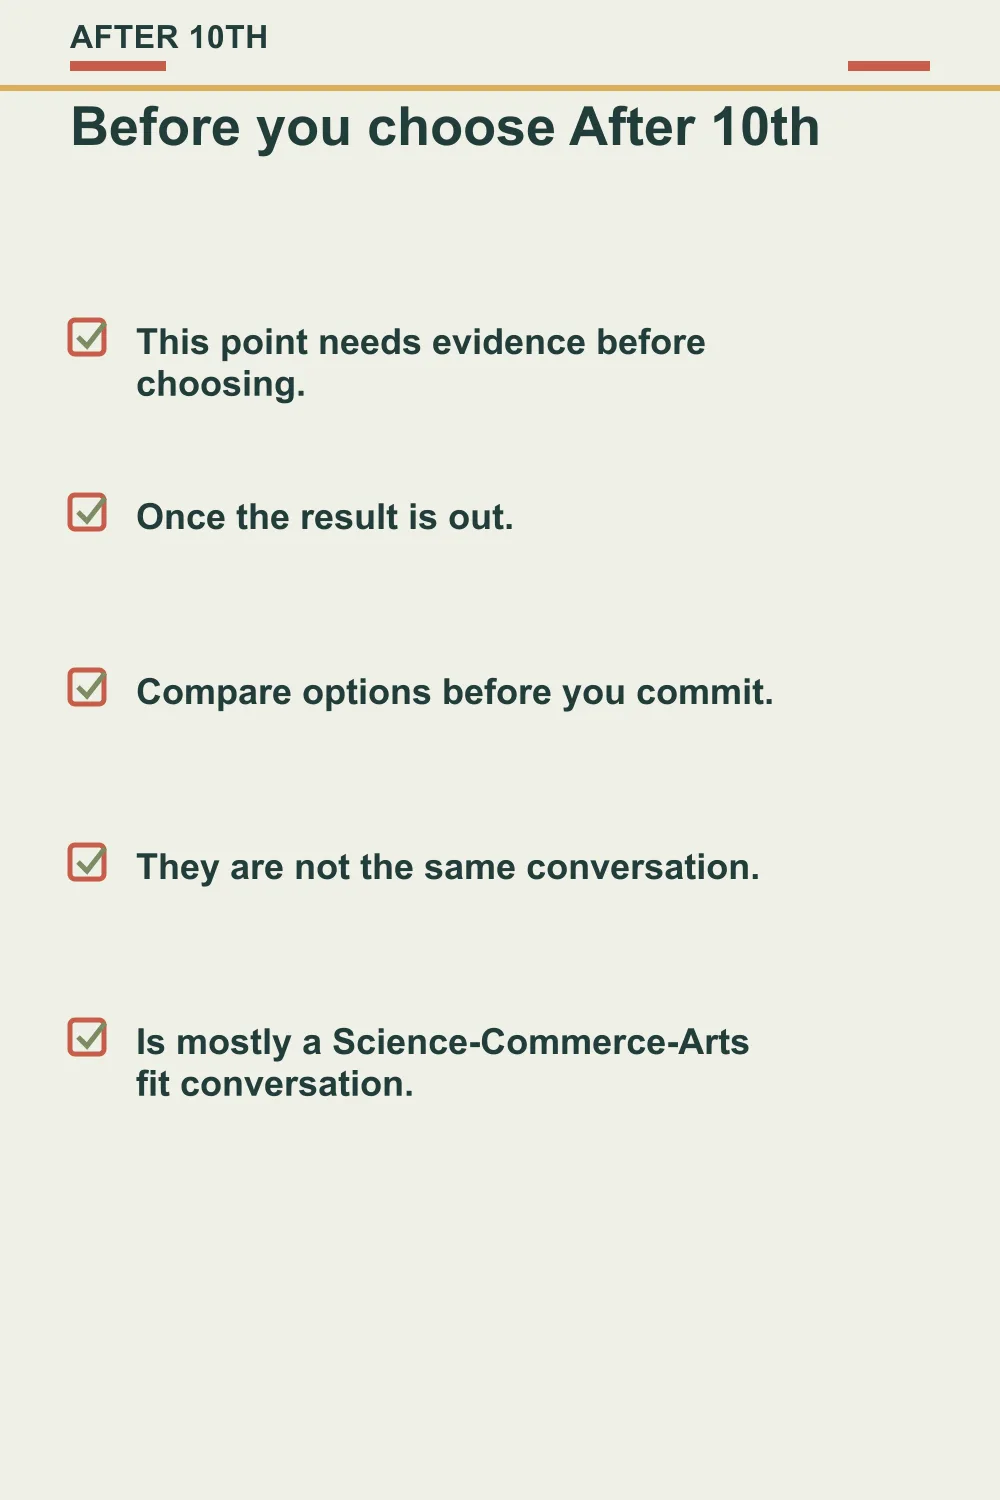 AFTER 10TH
Before you choose After 10th
This point needs evidence before
choosing.
Once the result is out.
Compare options before you commit.
They are not the same conversation.
Is mostly a Science-Commerce-Arts
fit conversation.